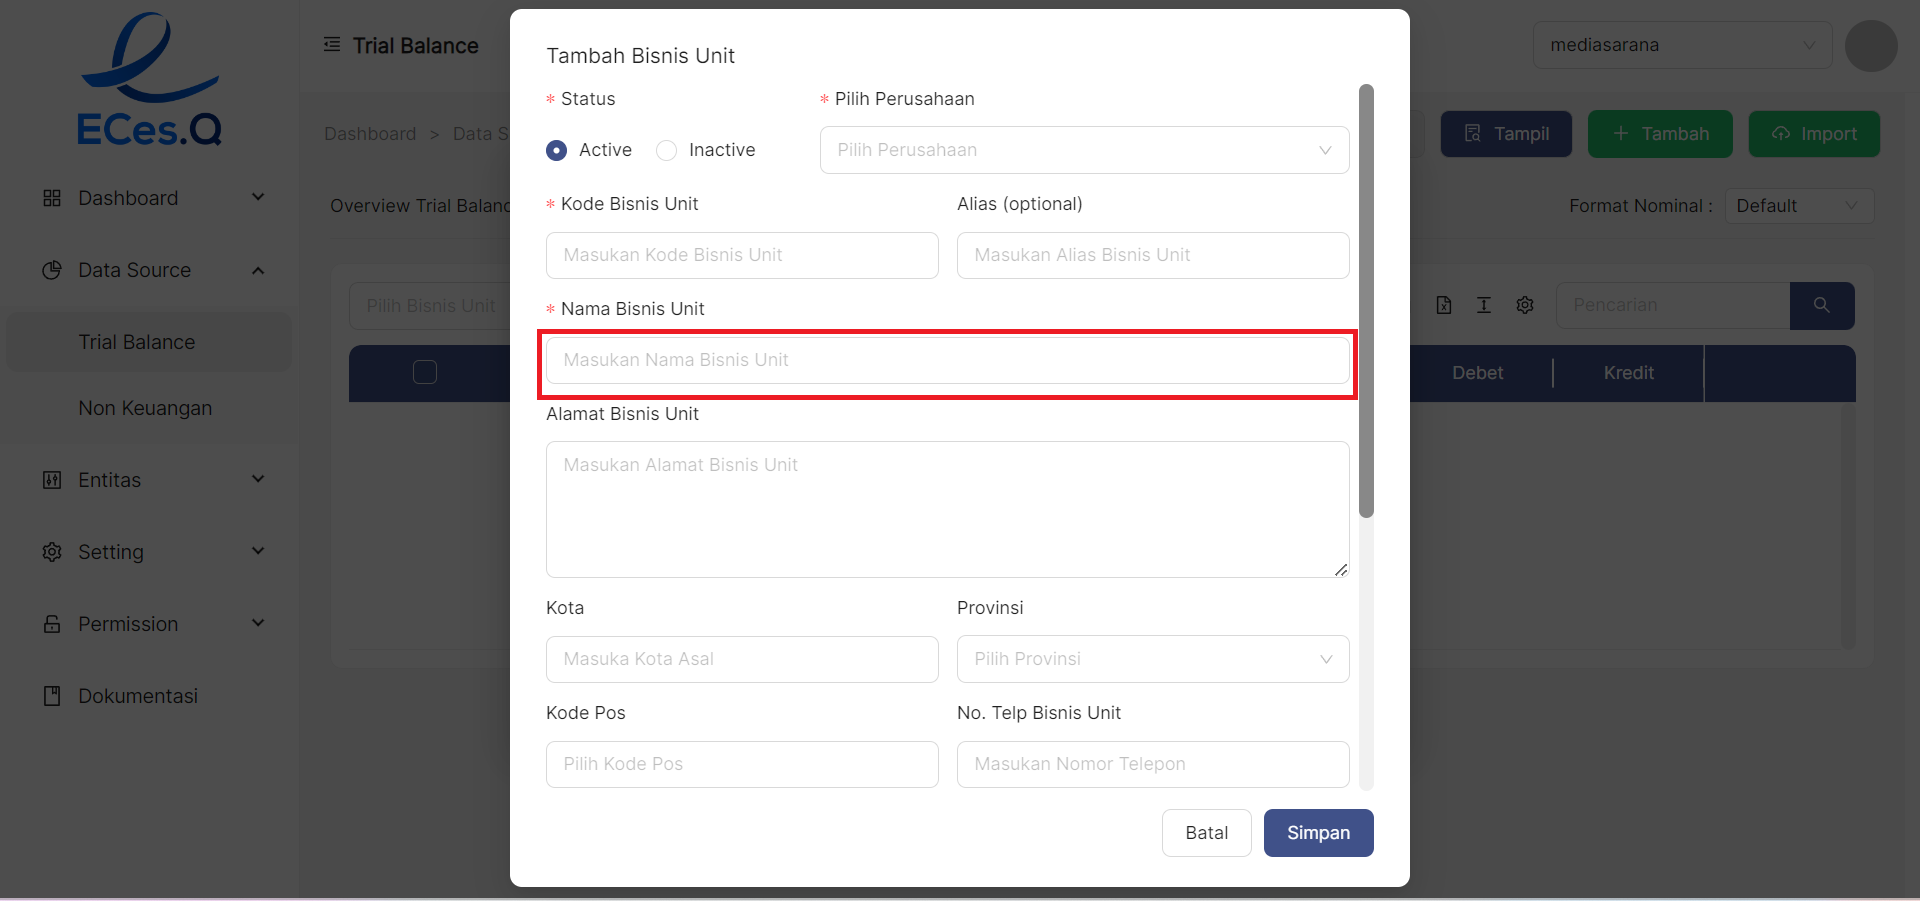 ECes.Q
Dashboard
Data Source
Trial Balance
Non Keuangan
Entitas
Setting
Permission
Dokumentasi
Trial Balance
mediasarana
Dashboard > Data S
Tampil
+ Tambah
Import
Overview Trial Balanc
Format Nominal :
Default
Pilih Bisnis Unit
Pencarian
Debet
Kredit
Tambah Bisnis Unit
* Status
* Pilih Perusahaan
Active
Inactive
Pilih Perusahaan
* Kode Bisnis Unit
Alias (optional)
Masukan Kode Bisnis Unit
Masukan Alias Bisnis Unit
* Nama Bisnis Unit
Masukan Nama Bisnis Unit
Alamat Bisnis Unit
Masukan Alamat Bisnis Unit
Kota
Provinsi
Masuka Kota Asal
Pilih Provinsi
Kode Pos
No. Telp Bisnis Unit
Pilih Kode Pos
Masukan Nomor Telepon
Batal
Simpan